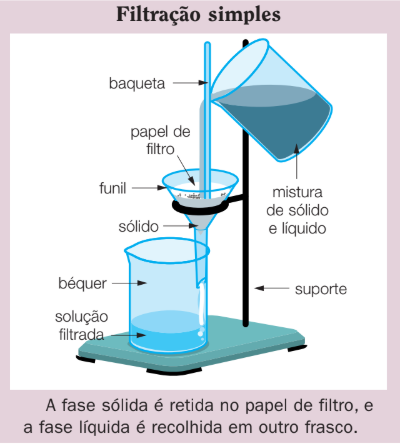 Filtração simples
baqueta
papel de
filtro
funil
sólido
mistura
de sólido
e líquido
béquer
suporte
solução
filtrada
A fase sólida é retida no papel de filtro, e
a fase líquida é recolhida em outro frasco.